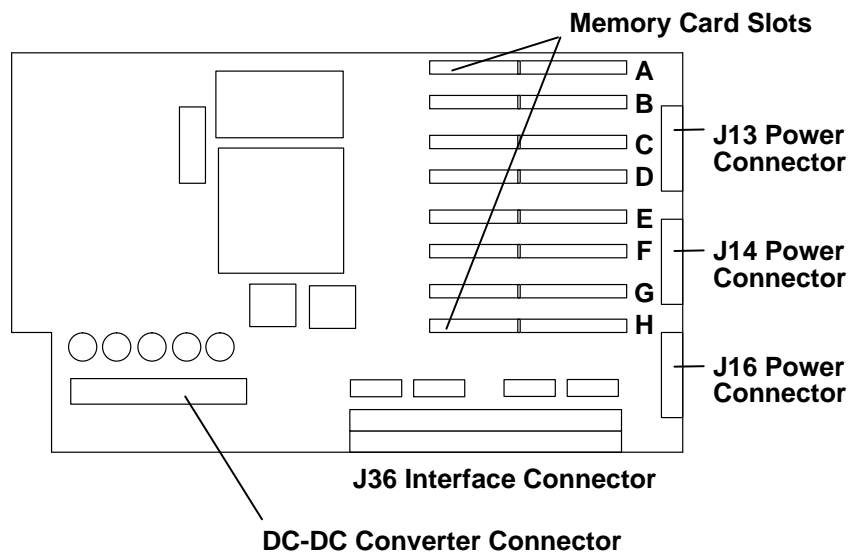 Memory Card Slots
A
B
C
D
E
F
G
H
J13 Power
Connector
J14 Power
Connector
J16 Power
Connector
J36 Interface Connector
DC-DC Converter Connector